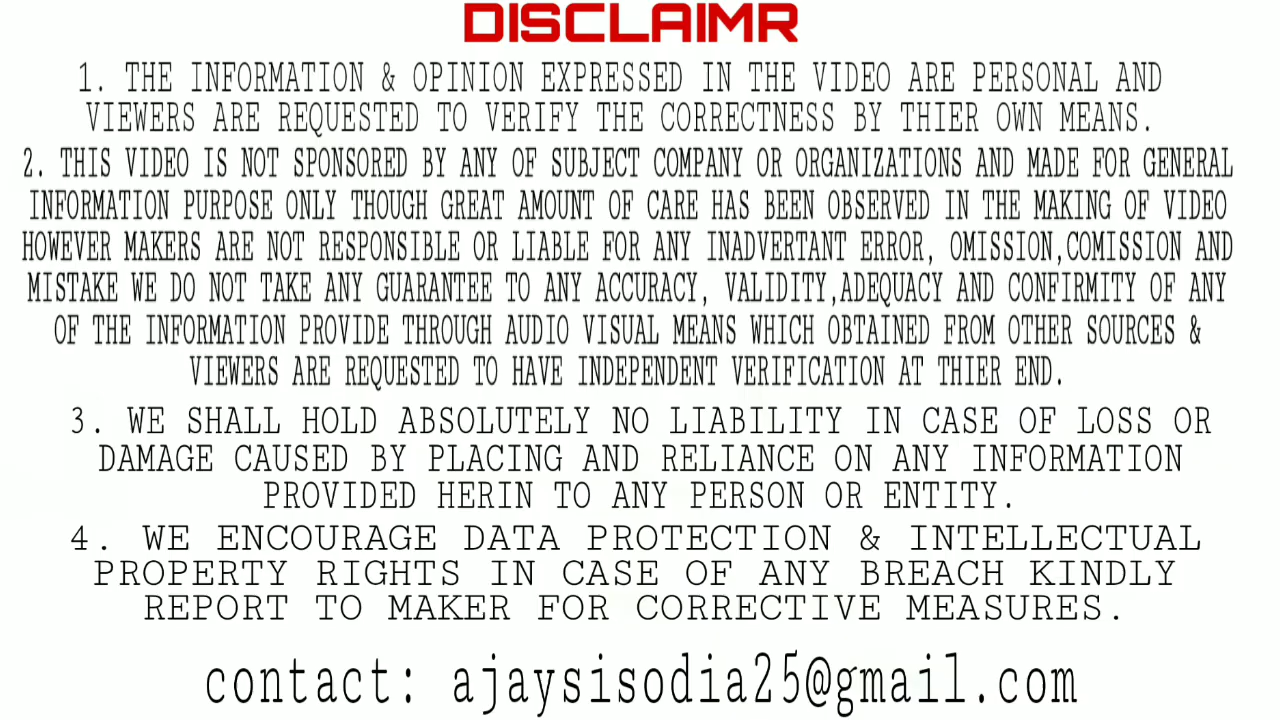 DISCLAIMR
1. THE INFORMATION & OPINION EXPRESSED IN THE VIDEO ARE PERSONAL AND
VIEWERS ARE REQUESTED TO VERIFY THE CORRECTNESS BY THIER OWN MEANS.
2. THIS VIDEO IS NOT SPONSORED BY ANY OF SUBJECT COMPANY OR ORGANIZATIONS AND MADE FOR GENERAL
INFORMATION PURPOSE ONLY THOUGH GREAT AMOUNT OF CARE HAS BEEN OBSERVED IN THE MAKING OF VIDEO
HOWEVER MAKERS ARE NOT RESPONSIBLE OR LIABLE FOR ANY INADVERTANT ERROR, OMISSION,COMISSION AND
MISTAKE WE DO NOT TAKE ANY GUARANTEE TO ANY ACCURACY, VALIDITY,ADEQUACY AND CONFIRMITY OF ANY
OF THE INFORMATION PROVIDE THROUGH AUDIO VISUAL MEANS WHICH OBTAINED FROM OTHER SOURCES &
VIEWERS ARE REQUESTED TO HAVE INDEPENDENT VERIFICATION AT THIER END.
3. WE SHALL HOLD ABSOLUTELY NO LIABILITY IN CASE OF LOSS OR
DAMAGE CAUSED BY PLACING AND RELIANCE ON ANY INFORMATION
PROVIDED HERIN TO ANY PERSON OR ENTITY.
4. WE ENCOURAGE DATA PROTECTION & INTELLECTUAL
PROPERTY RIGHTS IN CASE OF ANY BREACH KINDLY
REPORT TO MAKER FOR CORRECTIVE MEASURES.
contact: ajaysisodia25@gmail.com